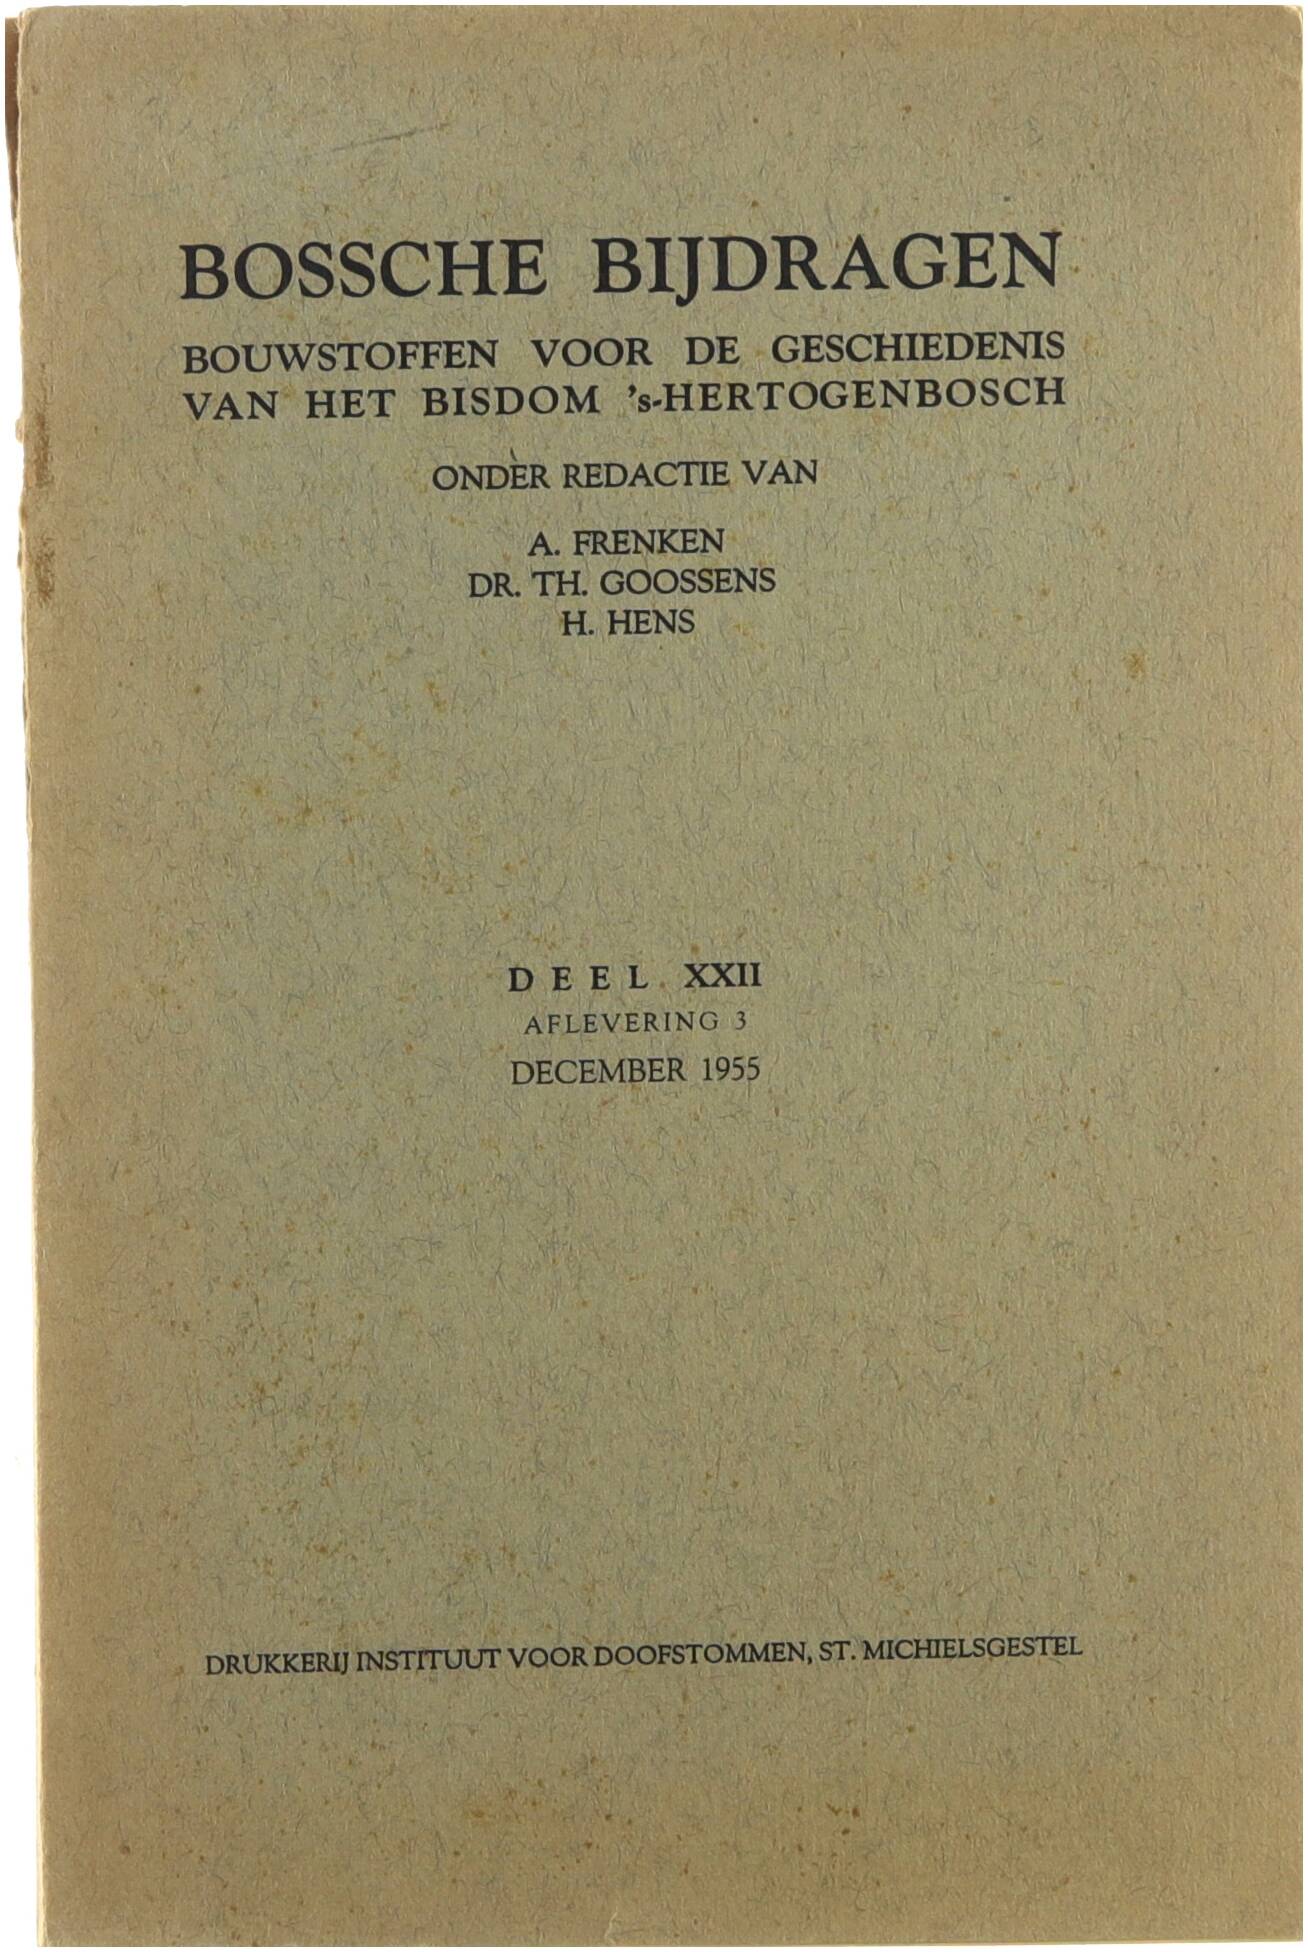 BOSSCHE BIJDRAGEN
BOUWSTOFFEN VOOR DE GESCHIEDENIS
VAN HET BISDOM 's-HERTOGENBOSCH
ONDER REDACTIE VAN
A. FRENKEN
DR. TH. GOOSSENS
H. HENS
DEEL XXII
AFLEVERING 3
DECEMBER 1955
DRUKKERIJ INSTITUUT VOOR DOOFSTOMMEN, ST. MICHIELSGESTEL